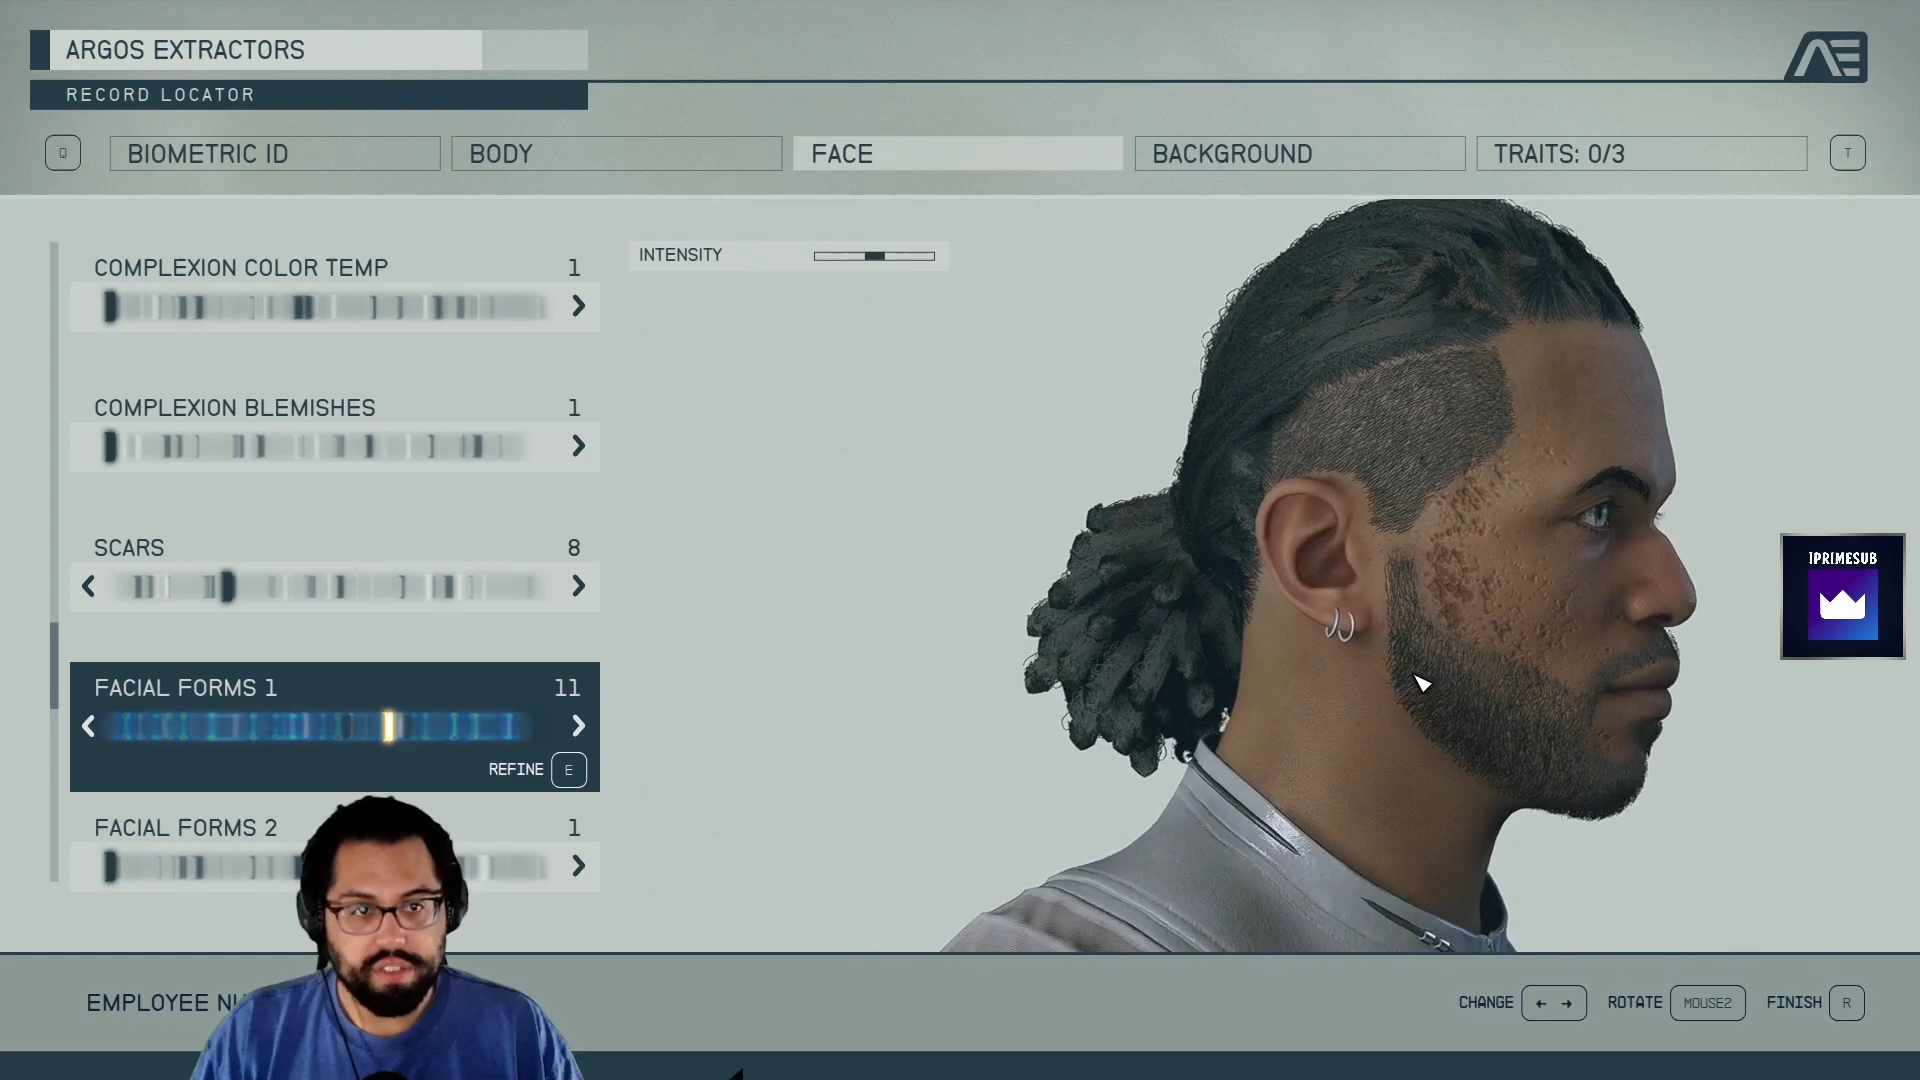 ARGOS EXTRACTORS
RECORD LOCATOR
Q BIOMETRIC ID BODY FACE BACKGROUND TRAITS: 0/3 T
COMPLEXION COLOR TEMP 1
INTENSITY
COMPLEXION BLEMISHES 1
SCARS 8
1PRIMESUB
FACIAL FORMS 1 11
REFINE E
FACIAL FORMS 2 1
EMPLOYEE
CHANGE ← → ROTATE MOUSE2 FINISH R